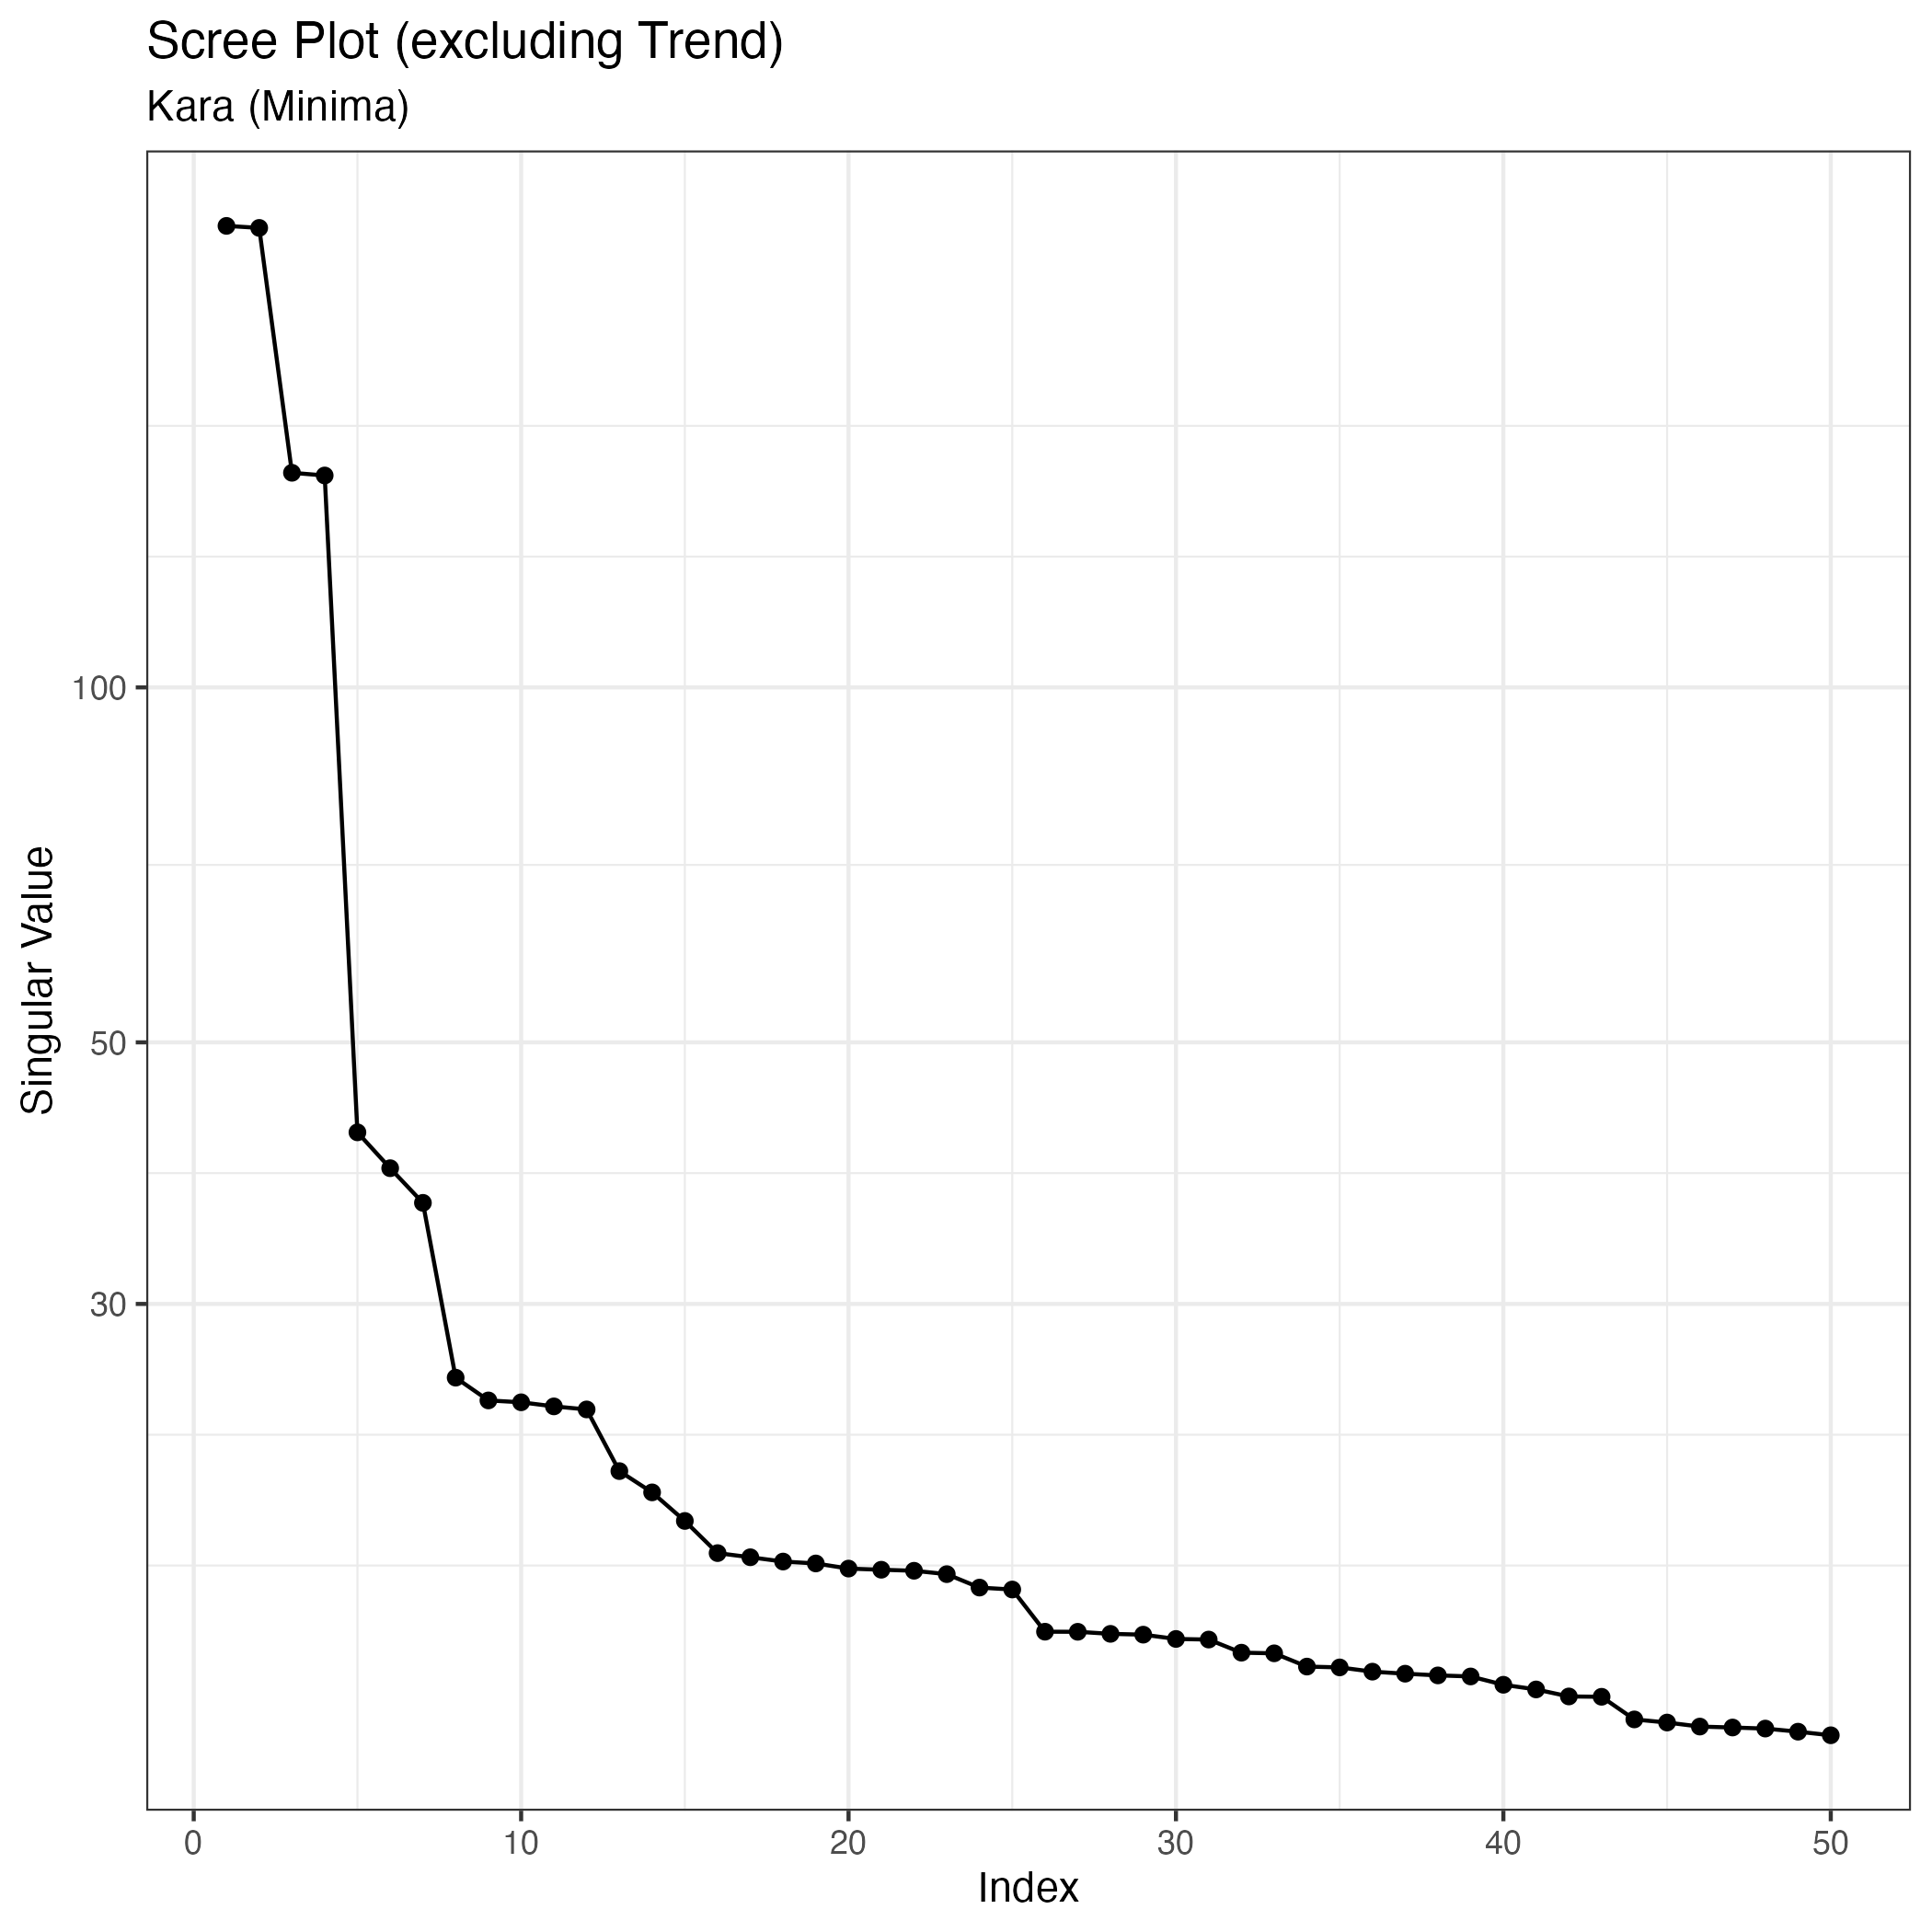 Scree Plot (excluding Trend)
Kara (Minima)
Singular Value
100
50
30
0 10 20 30 40 50
Index